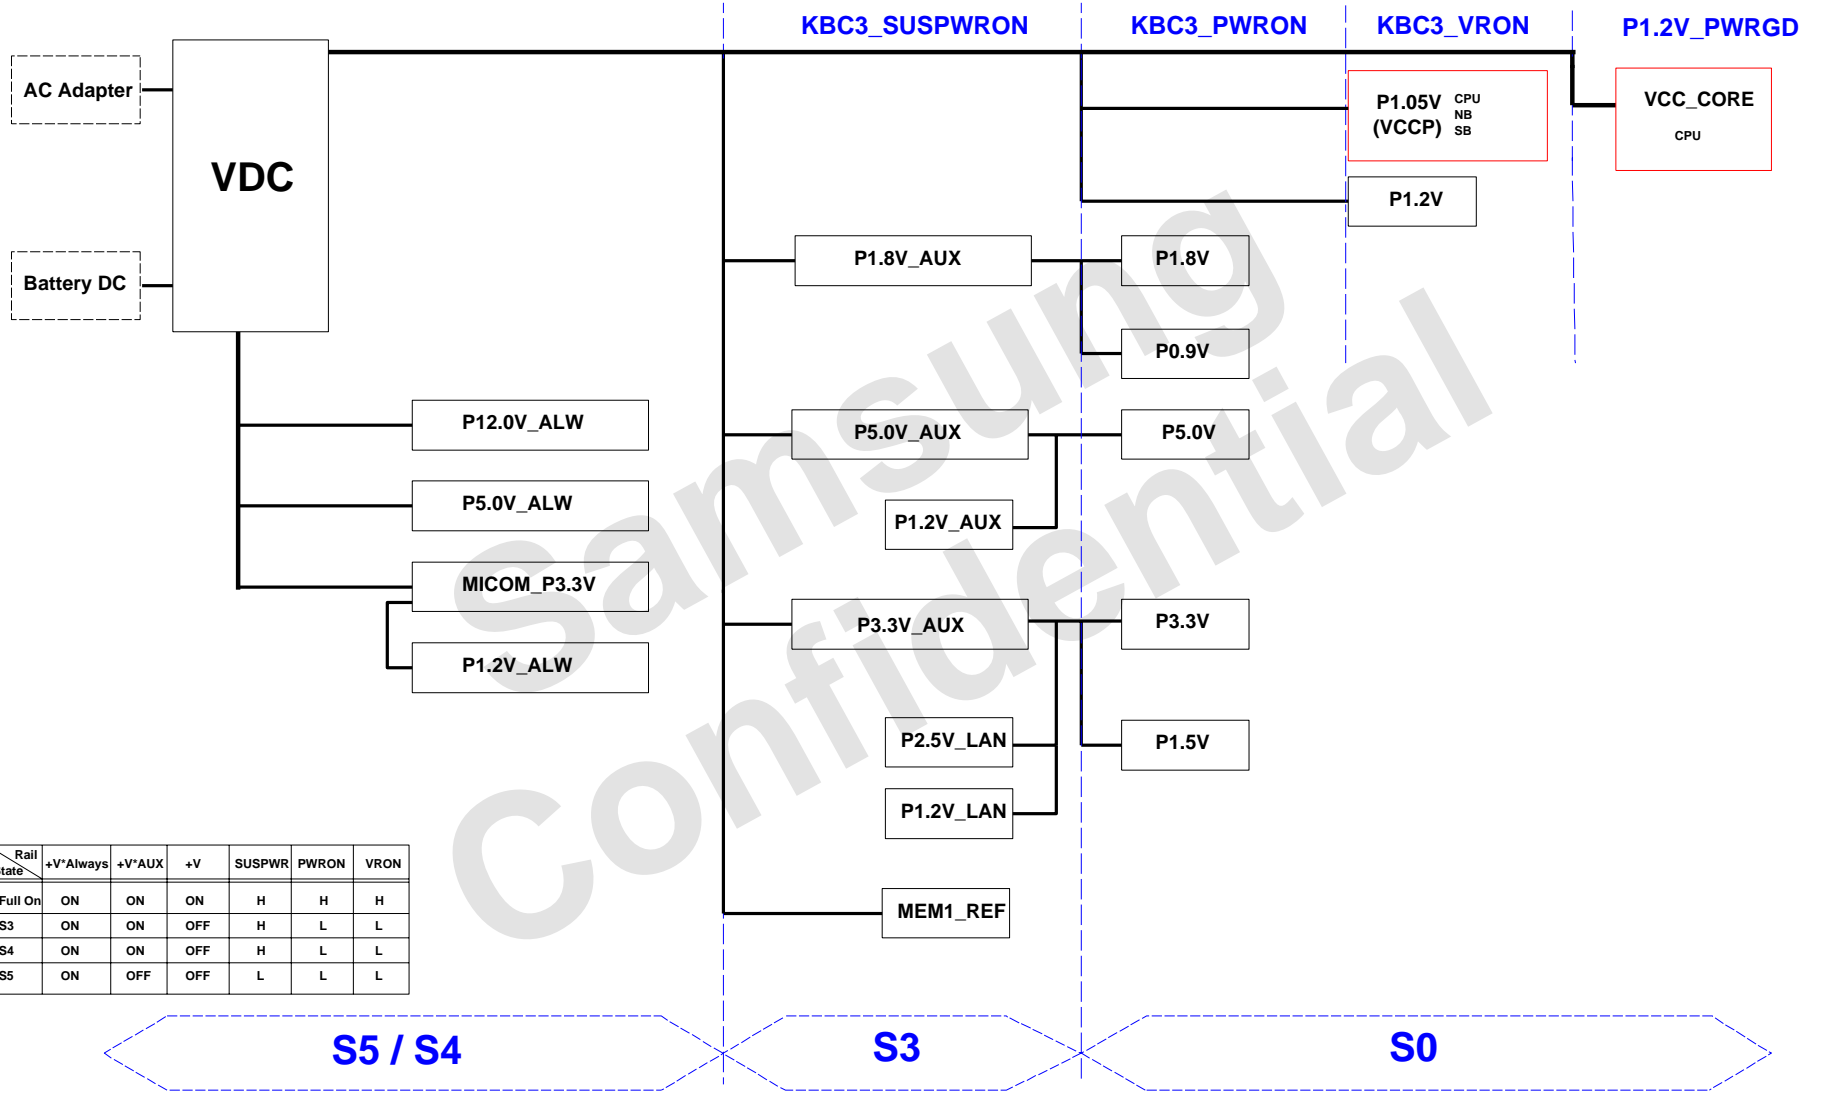 KBC3_SUSPWRON KBC3_PWRON KBC3_VRON P1.2V_PWRGD
AC Adapter
VDC
Battery DC
P1.05V CPU
(VCCP) NB
SB
VCC_CORE
CPU
P1.2V
P1.8V_AUX P1.8V
P0.9V
P12.0V_ALW P5.0V_AUX P5.0V
P5.0V_ALW P1.2V_AUX
MICOM_P3.3V
P3.3V_AUX P3.3V
P1.2V_ALW
P2.5V_LAN P1.5V
P1.2V_LAN
MEM1_REF
Samsung
Confidential
Rail
State +V*Always +V*AUX +V SUSPWR PWRON VRON
Full On ON ON ON H H H
S3 ON ON OFF H L L
S4 ON ON OFF H L L
S5 ON OFF OFF L L L
S5 / S4 S3 S0